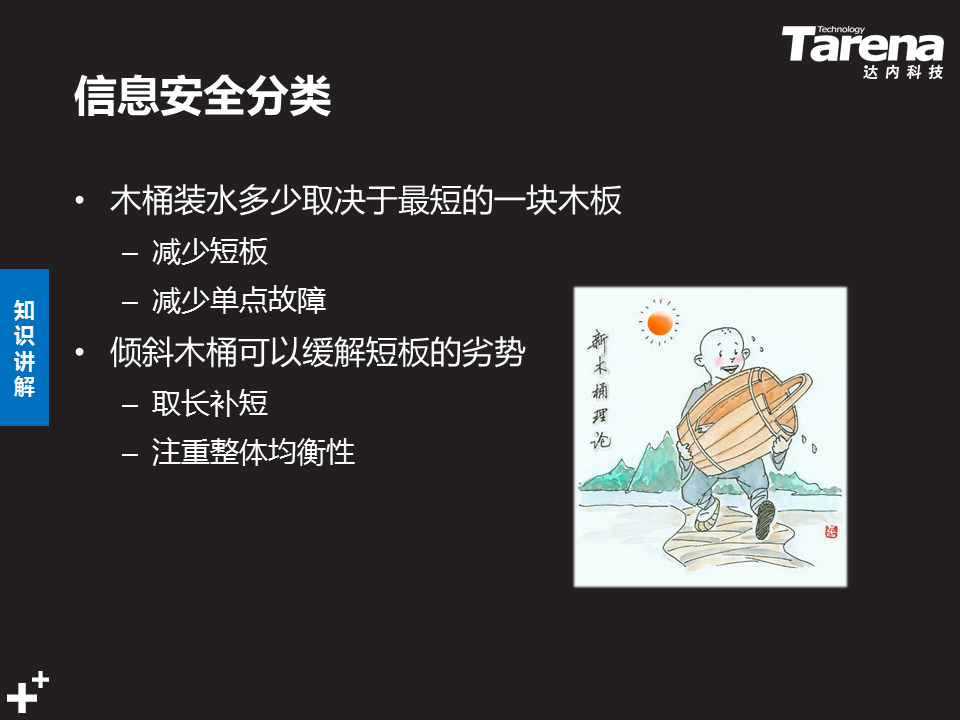 Technology
Tarena
达内科技
信息安全分类
• 木桶装水多少取决于最短的一块木板
– 减少短板
– 减少单点故障
• 倾斜木桶可以缓解短板的劣势
– 取长补短
– 注重整体均衡性
知识讲解
新木桶理论